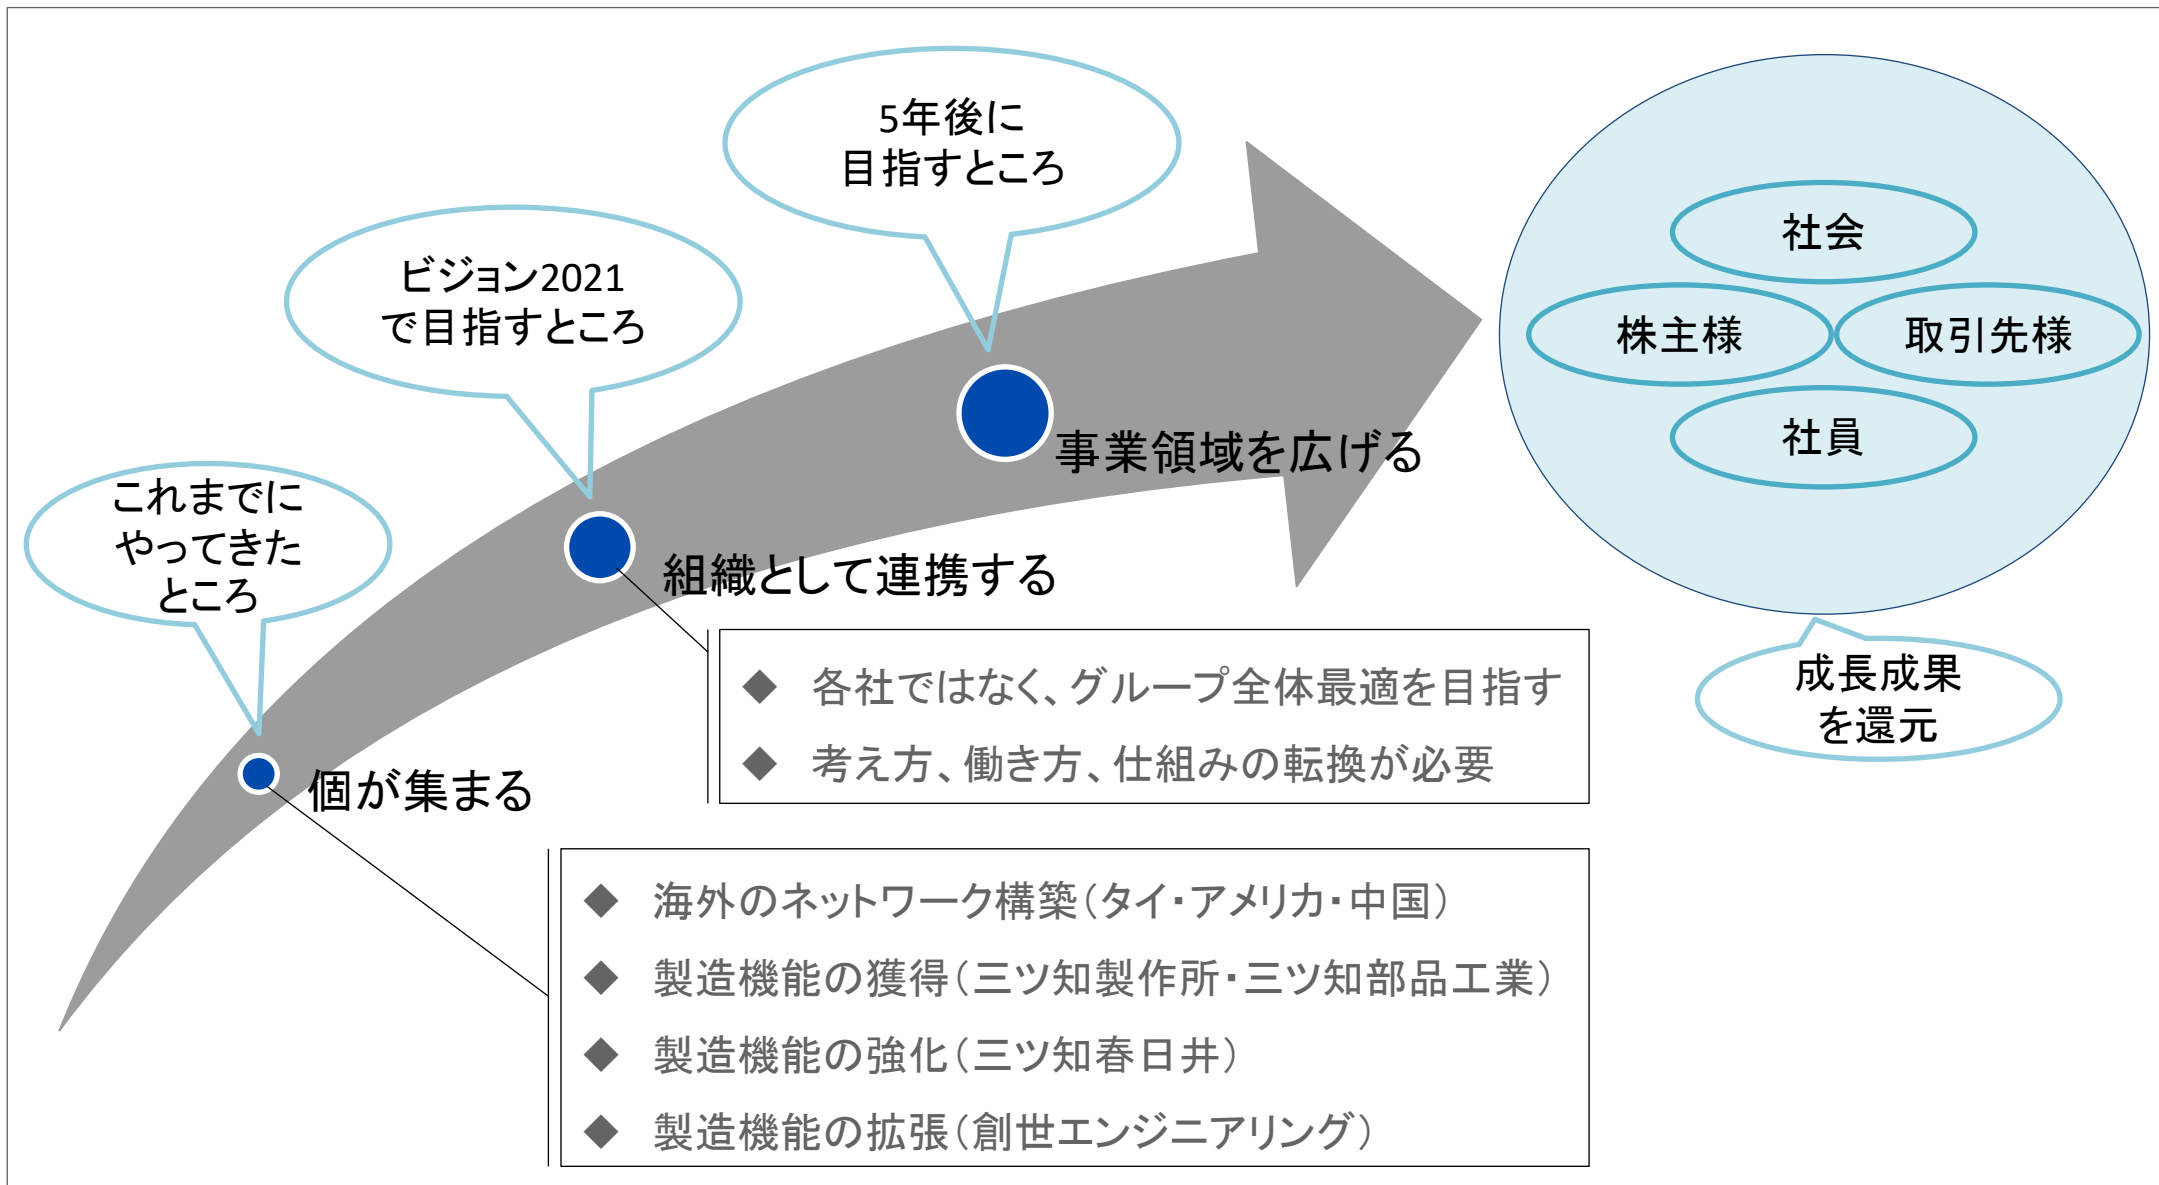 5年後に
目指すところ
ビジョン2021
で目指すところ
これまでに
やってきた
ところ
事業領域を広げる
組織として連携する
個が集まる
◆ 各社ではなく、グループ全体最適を目指す
◆ 考え方、働き方、仕組みの転換が必要
◆ 海外のネットワーク構築(タイ・アメリカ・中国)
◆ 製造機能の獲得(三ツ知製作所・三ツ知部品工業)
◆ 製造機能の強化(三ツ知春日井)
◆ 製造機能の拡張(創世エンジニアリング)
社会
株主様
取引先様
社員
成長成果
を還元